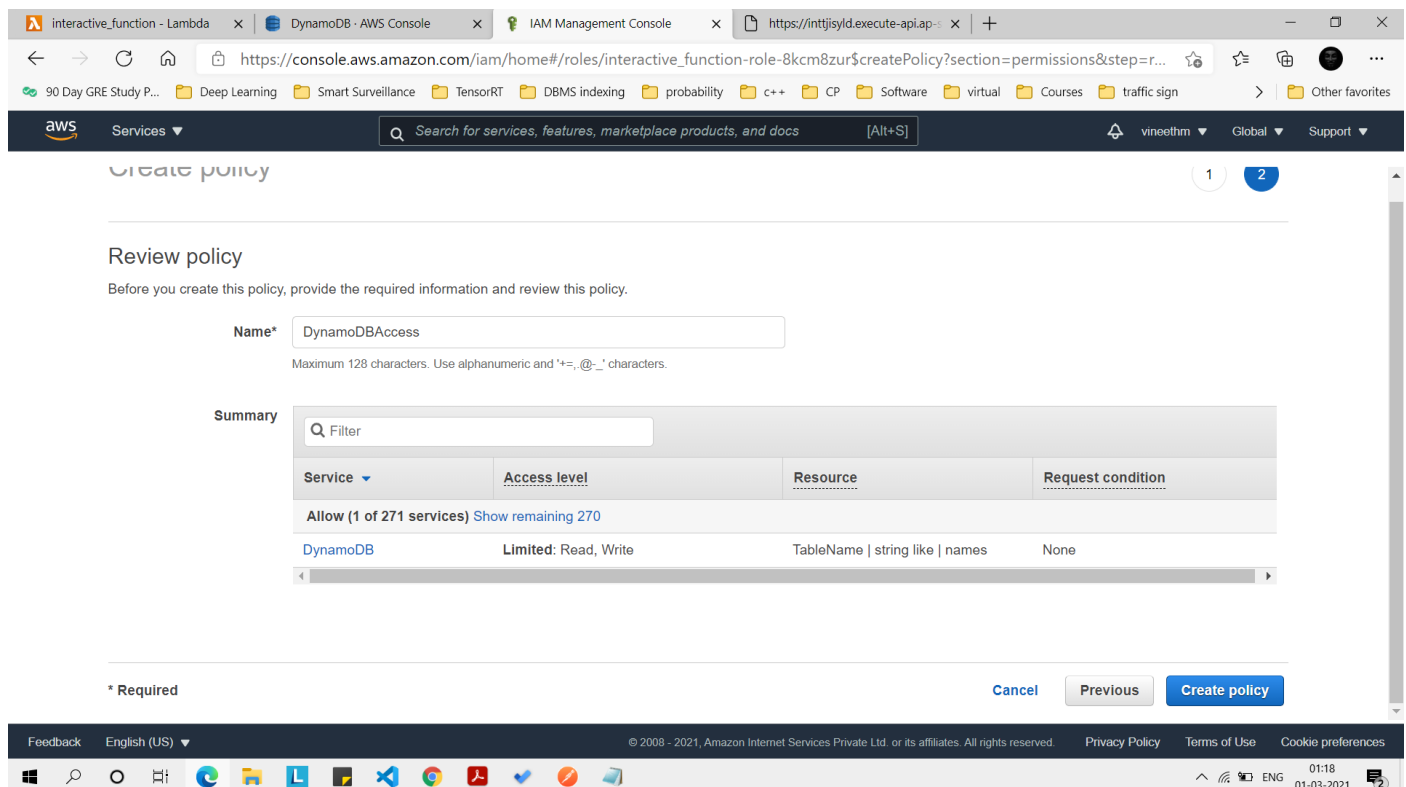 interactive_function - Lambda
DynamoDB · AWS Console
IAM Management Console
https://inttjisyld.execute-api.ap-s
https://console.aws.amazon.com/iam/home#/roles/interactive_function-role-8kcm8zur$createPolicy?section=permissions&step=r...
90 Day GRE Study P... Deep Learning Smart Surveillance TensorRT DBMS indexing probability c++ CP Software virtual Courses traffic sign Other favorites
aws Services ▼ Search for services, features, marketplace products, and docs [Alt+S] vineethm ▼ Global ▼ Support ▼
Create policy 1 2
Review policy
Before you create this policy, provide the required information and review this policy.
Name* DynamoDBAccess
Maximum 128 characters. Use alphanumeric and '+=,.@-_' characters.
Summary
Filter
Service Access level Resource Request condition
Allow (1 of 271 services) Show remaining 270
DynamoDB Limited: Read, Write TableName | string like | names None
* Required Cancel Previous Create policy
Feedback English (US) ▼ © 2008 - 2021, Amazon Internet Services Private Ltd. or its affiliates. All rights reserved. Privacy Policy Terms of Use Cookie preferences
L ENG 01:18
01-03-2021 2